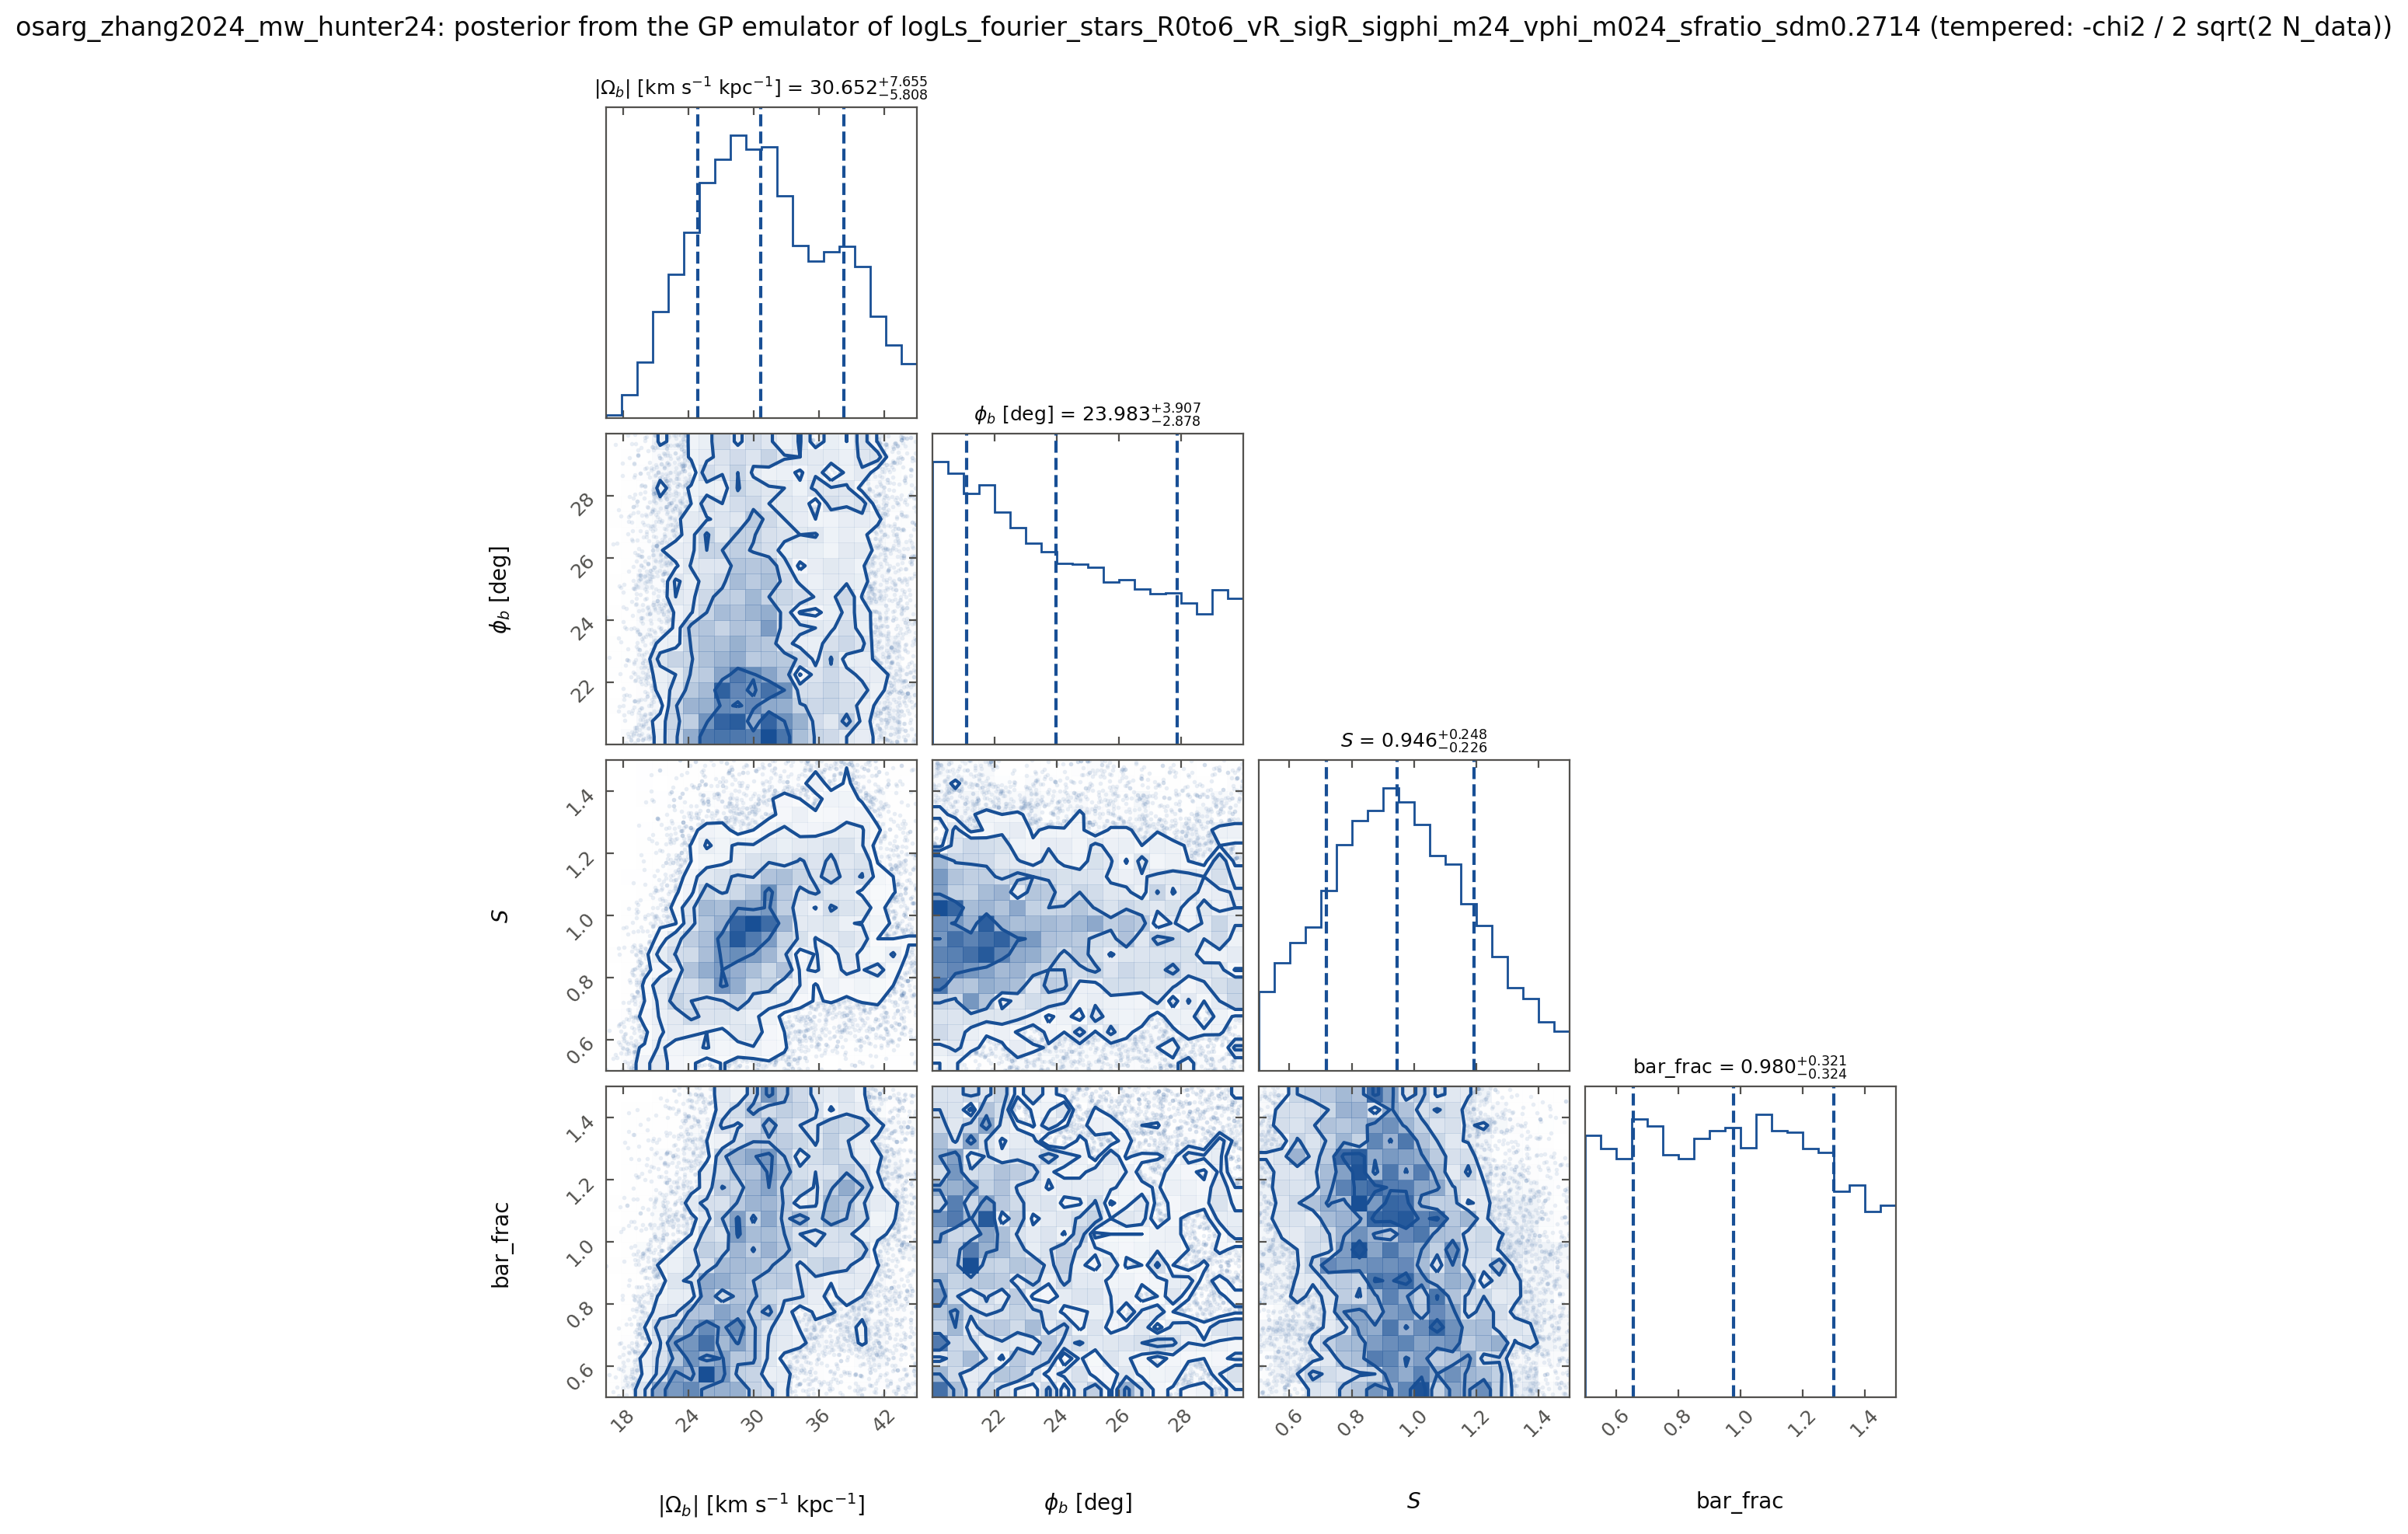 osarg_zhang2024_mw_hunter24: posterior from the GP emulator of logLs_fourier_stars_R0to6_vR_sigR_sigphi_m24_vphi_m024_sfratio_sdm0.2714 (tempered: -chi2 / 2 sqrt(2 N_data))
|Ω_b| [km s⁻¹ kpc⁻¹] = 30.652^{+7.655}_{−5.808}
ϕ_b [deg] = 23.983^{+3.907}_{−2.878}
ϕ_b [deg]
28
26
24
22
S = 0.946^{+0.248}_{−0.226}
S
1.4
1.2
1.0
0.8
0.6
bar_frac = 0.980^{+0.321}_{−0.324}
bar_frac
1.4
1.2
1.0
0.8
0.6
18 24 30 36 42 22 24 26 28 0.6 0.8 1.0 1.2 1.4 0.6 0.8 1.0 1.2 1.4
|Ω_b| [km s⁻¹ kpc⁻¹] ϕ_b [deg] S bar_frac